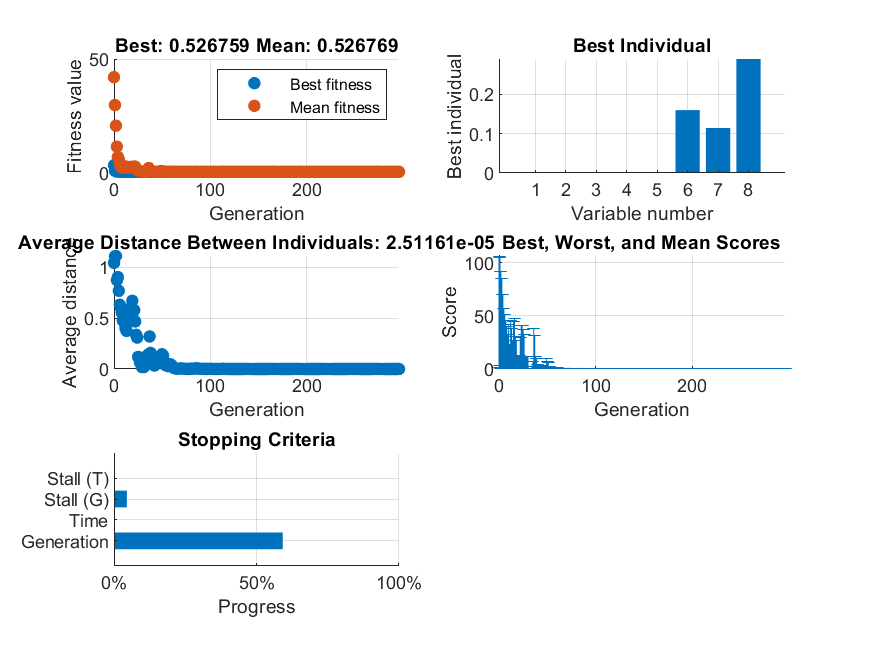 Best: 0.526759 Mean: 0.526769
Fitness value
50
0
0
100
200
Generation
Best fitness
Mean fitness
Best Individual
Best individual
0.2
0.1
0
1 2 3 4 5 6 7 8
Variable number
Average Distance Between Individuals: 2.51161e-05
Average distance
1
0.5
0
0 100 200
Generation
Best, Worst, and Mean Scores
Score
100
50
0
0 100 200
Generation
Stopping Criteria
Stall (T)
Stall (G)
Time
Generation
0% 50% 100%
Progress